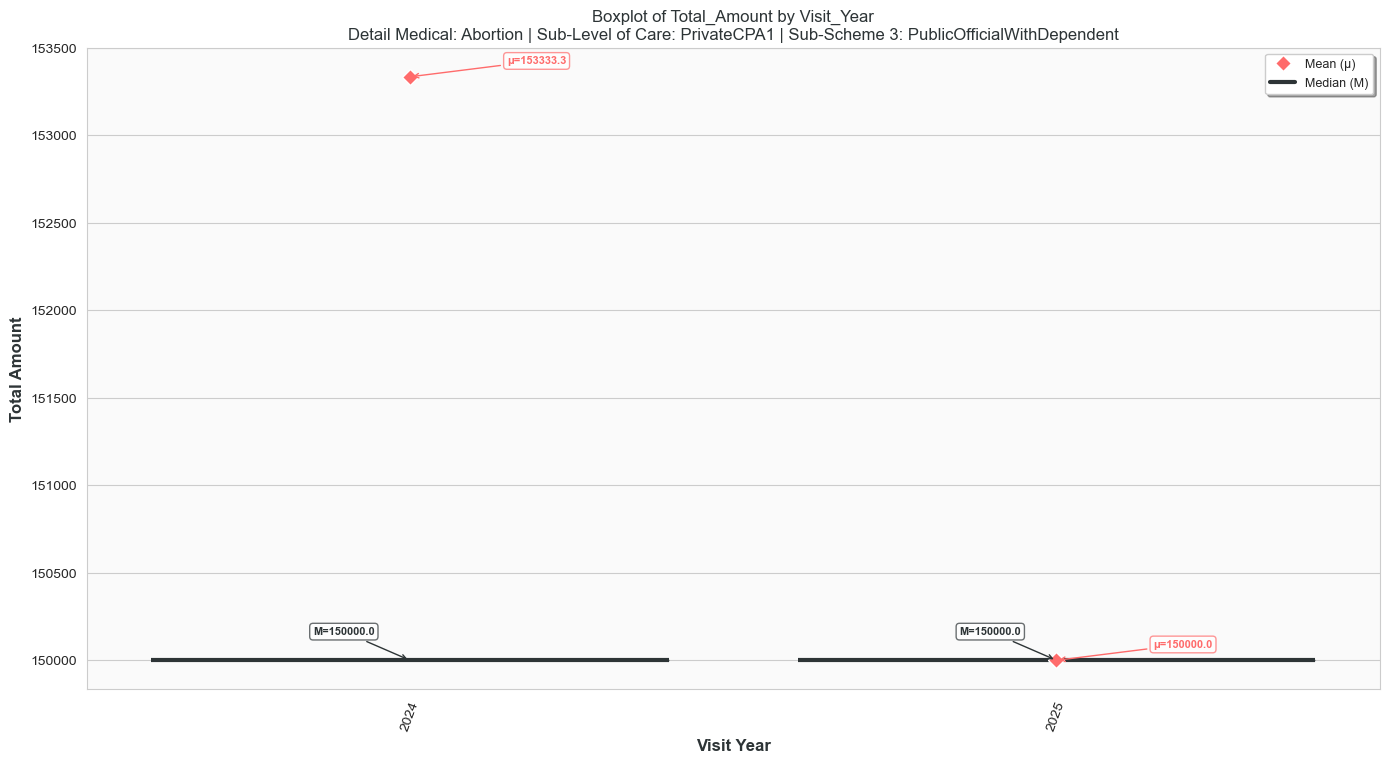 Boxplot of Total_Amount by Visit_Year
Detail Medical: Abortion | Sub-Level of Care: PrivateCPA1 | Sub-Scheme 3: PublicOfficialWithDependent
Mean (μ)
Median (M)
μ=153333.3
153500
153000
152500
152000
151500
151000
150500
150000
Total Amount
M=150000.0
M=150000.0
μ=150000.0
2024
2025
Visit Year